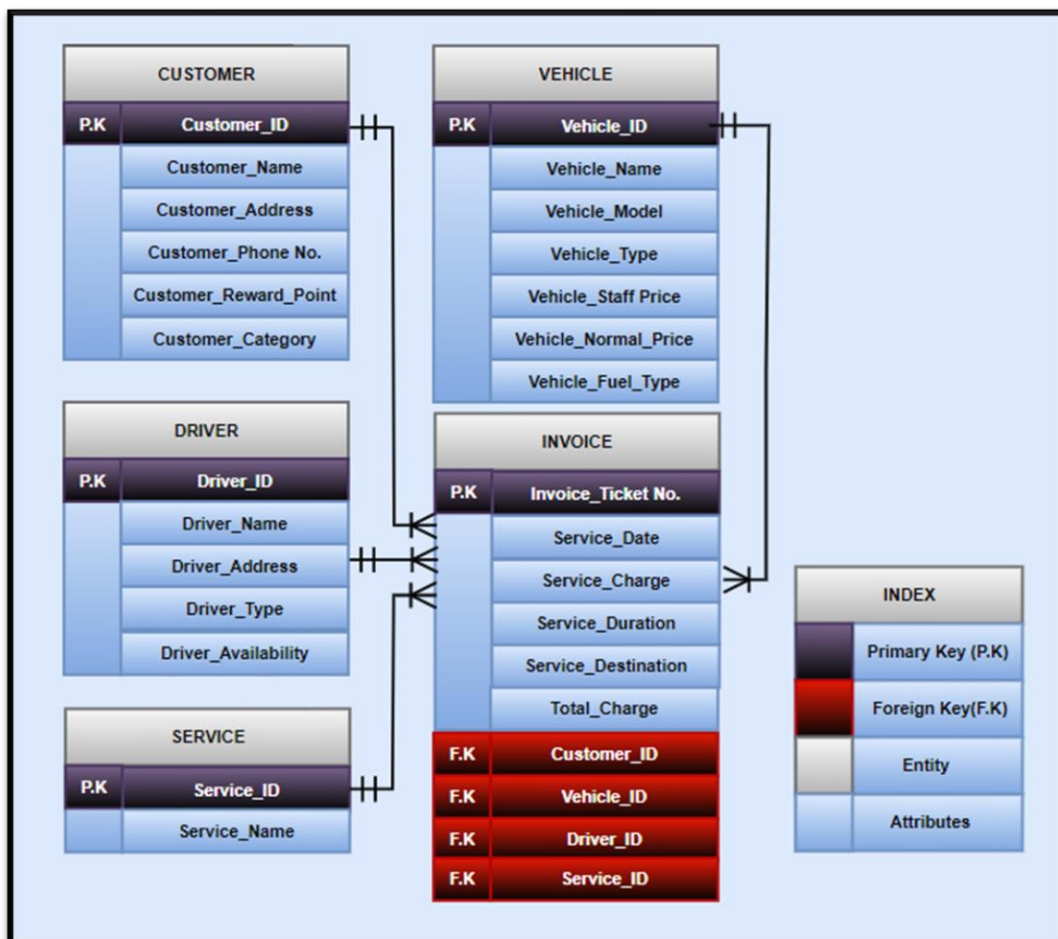 CUSTOMER
P.K Customer_ID
Customer_Name
Customer_Address
Customer_Phone No.
Customer_Reward_Point
Customer_Category
VEHICLE
P.K Vehicle_ID
Vehicle_Name
Vehicle_Model
Vehicle_Type
Vehicle_Staff Price
Vehicle_Normal_Price
Vehicle_Fuel_Type
DRIVER
P.K Driver_ID
Driver_Name
Driver_Address
Driver_Type
Driver_Availability
INVOICE
P.K Invoice_Ticket No.
Service_Date
Service_Charge
Service_Duration
Service_Destination
Total_Charge
F.K Customer_ID
F.K Vehicle_ID
F.K Driver_ID
F.K Service_ID
SERVICE
P.K Service_ID
Service_Name
INDEX
Primary Key (P.K)
Foreign Key(F.K)
Entity
Attributes